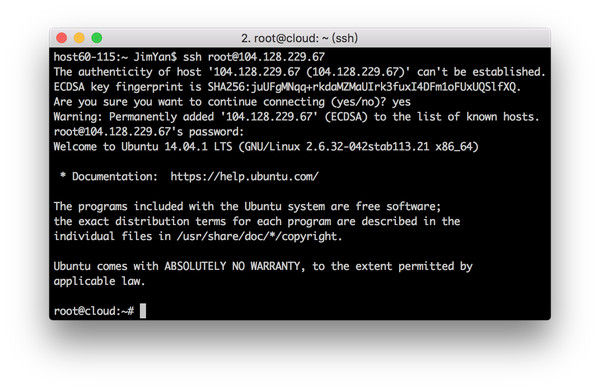 2. root@cloud: ~ (ssh)
host60-115:~ JimYan$ ssh root@104.128.229.67
The authenticity of host '104.128.229.67 (104.128.229.67)' can't be established.
ECDSA key fingerprint is SHA256:juUFgMNqq+rkdaMZMaUIrk3fuxI4DFm1oFUxUQSlfXQ.
Are you sure you want to continue connecting (yes/no)? yes
Warning: Permanently added '104.128.229.67' (ECDSA) to the list of known hosts.
root@104.128.229.67's password:
Welcome to Ubuntu 14.04.1 LTS (GNU/Linux 2.6.32-042stab113.21 x86_64)
* Documentation:  https://help.ubuntu.com/
The programs included with the Ubuntu system are free software;
the exact distribution terms for each program are described in the
individual files in /usr/share/doc/*/copyright.
Ubuntu comes with ABSOLUTELY NO WARRANTY, to the extent permitted by
applicable law.
root@cloud:~#